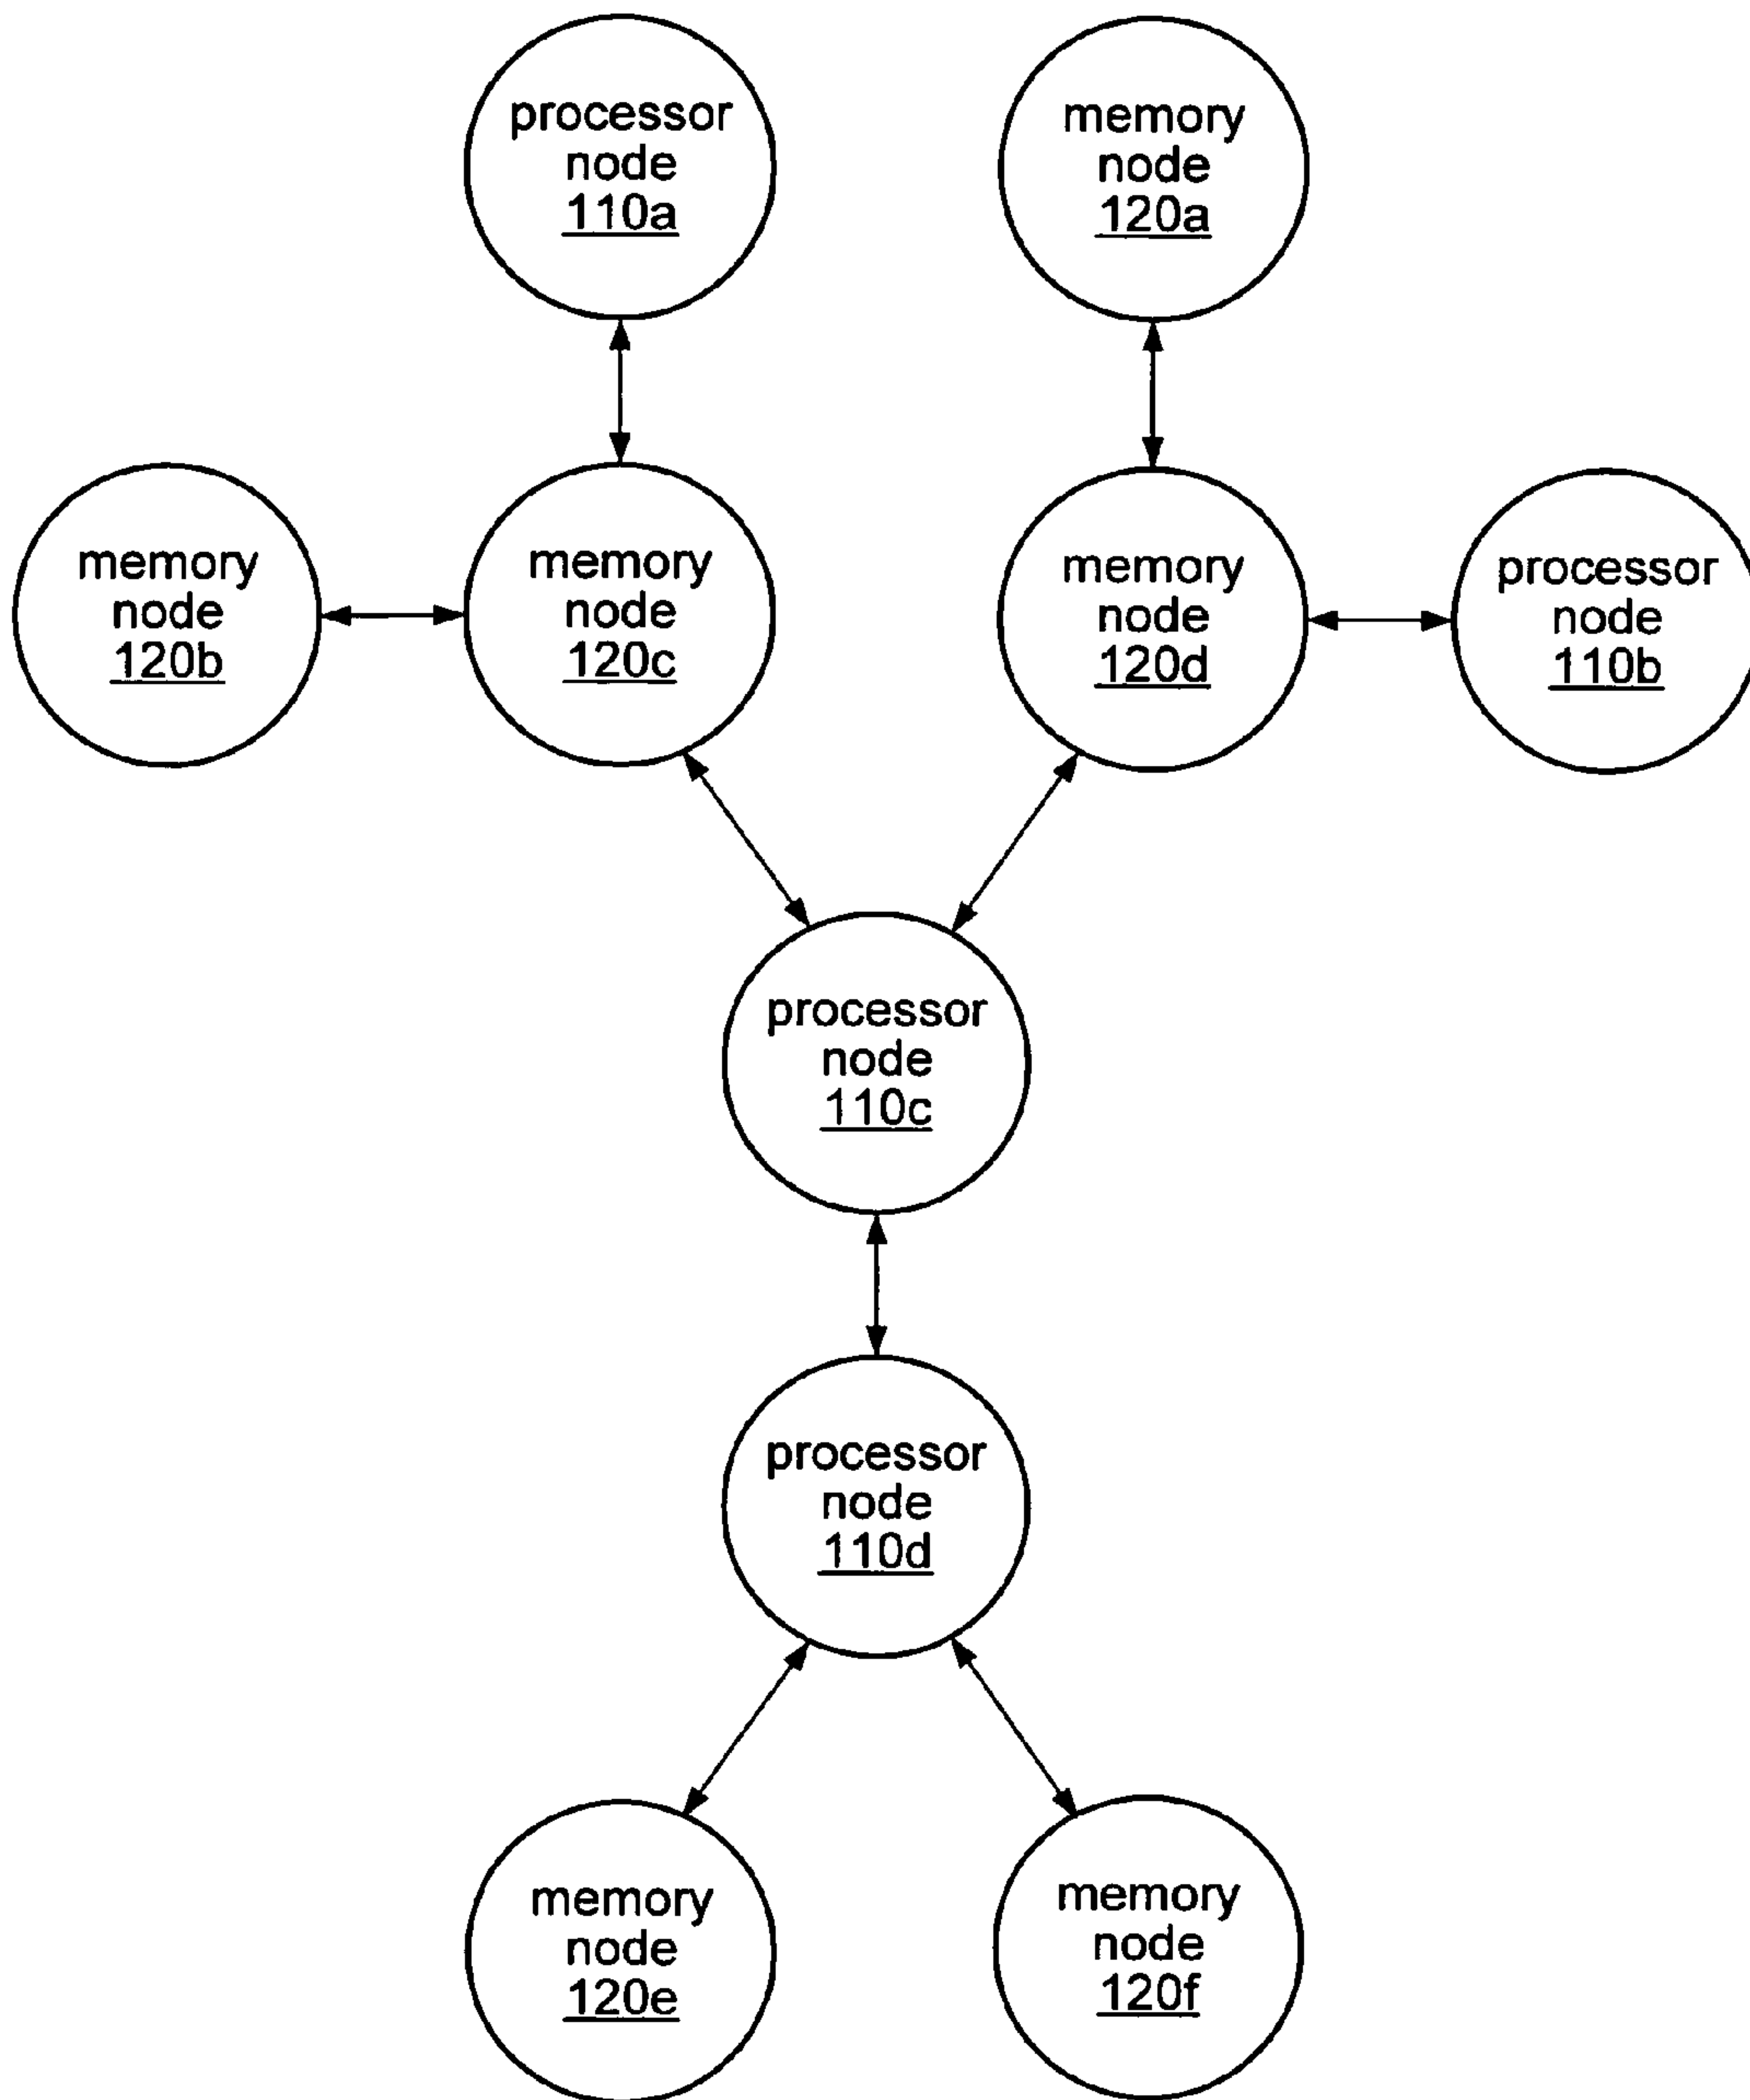 processor
node
110a
memory
node
120a
memory
node
120b
memory
node
120c
memory
node
120d
processor
node
110b
processor
node
110c
processor
node
110d
memory
node
120e
memory
node
120f